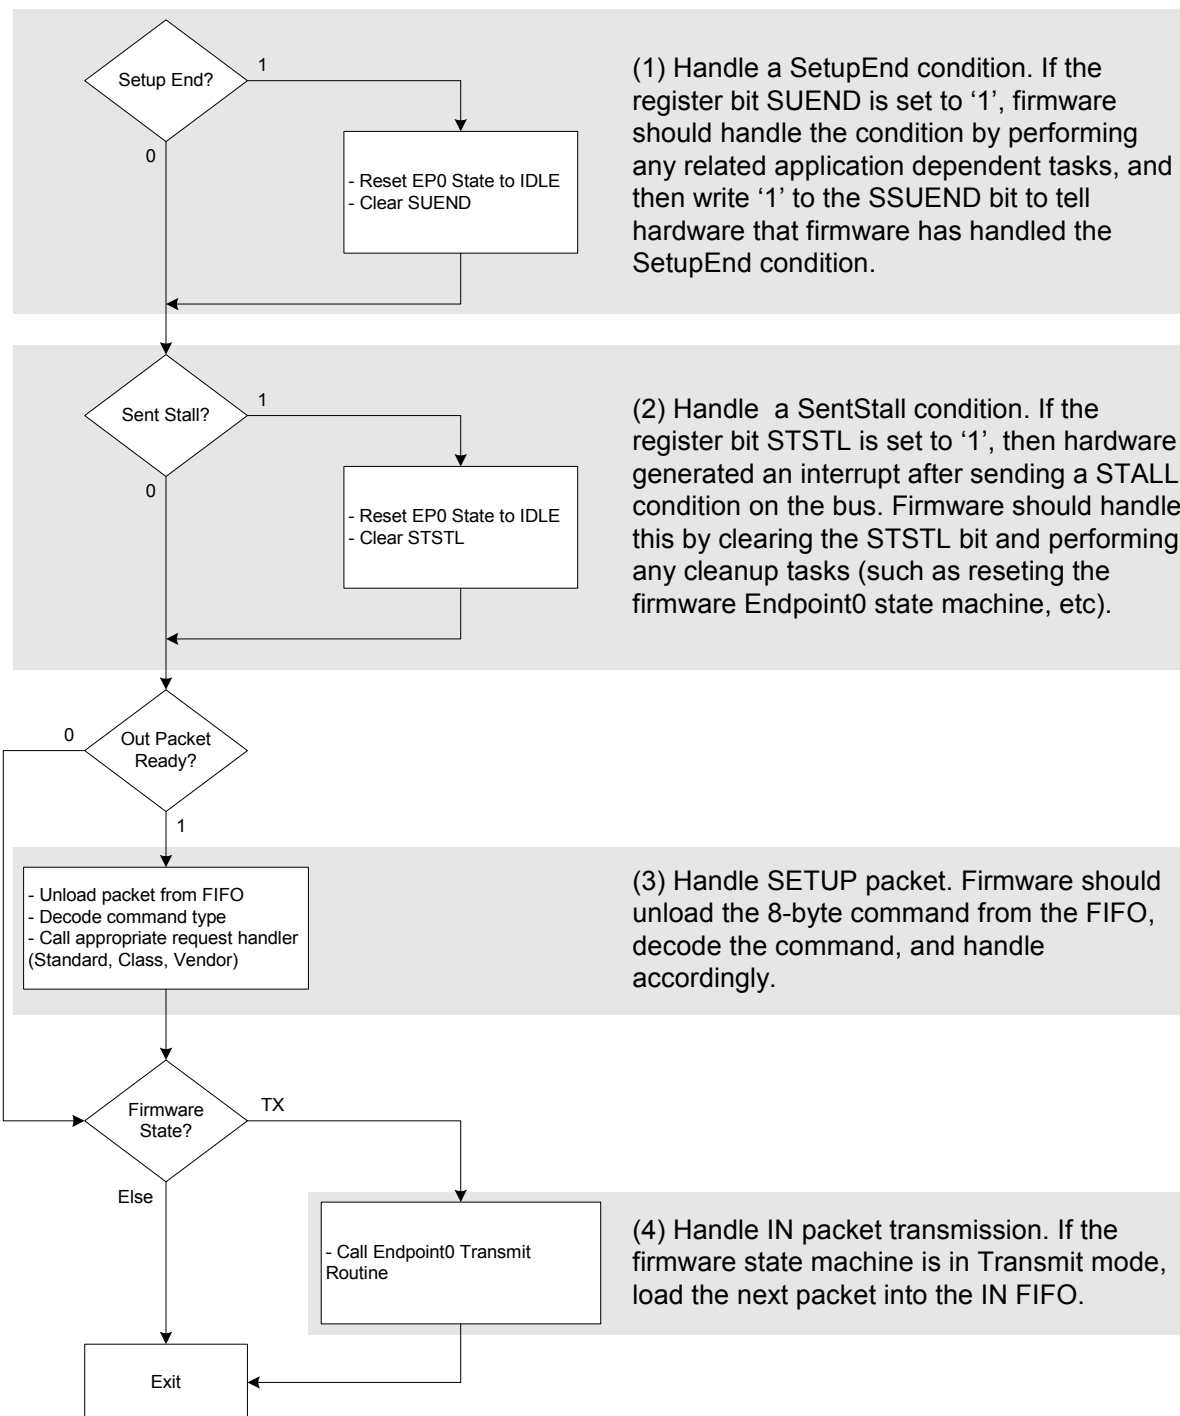 Setup End?
1
0
- Reset EP0 State to IDLE
- Clear SUEND
(1) Handle a SetupEnd condition. If the
register bit SUEND is set to ‘1’, firmware
should handle the condition by performing
any related application dependent tasks, and
then write ‘1’ to the SSUEND bit to tell
hardware that firmware has handled the
SetupEnd condition.
Sent Stall?
1
0
- Reset EP0 State to IDLE
- Clear STSTL
(2) Handle  a SentStall condition. If the
register bit STSTL is set to ‘1’, then hardware
generated an interrupt after sending a STALL
condition on the bus. Firmware should handle
this by clearing the STSTL bit and performing
any cleanup tasks (such as reseting the
firmware Endpoint0 state machine, etc).
Out Packet
Ready?
0
1
- Unload packet from FIFO
- Decode command type
- Call appropriate request handler
(Standard, Class, Vendor)
(3) Handle SETUP packet. Firmware should
unload the 8-byte command from the FIFO,
decode the command, and handle
accordingly.
Firmware
State?
TX
Else
- Call Endpoint0 Transmit
Routine
(4) Handle IN packet transmission. If the
firmware state machine is in Transmit mode,
load the next packet into the IN FIFO.
Exit